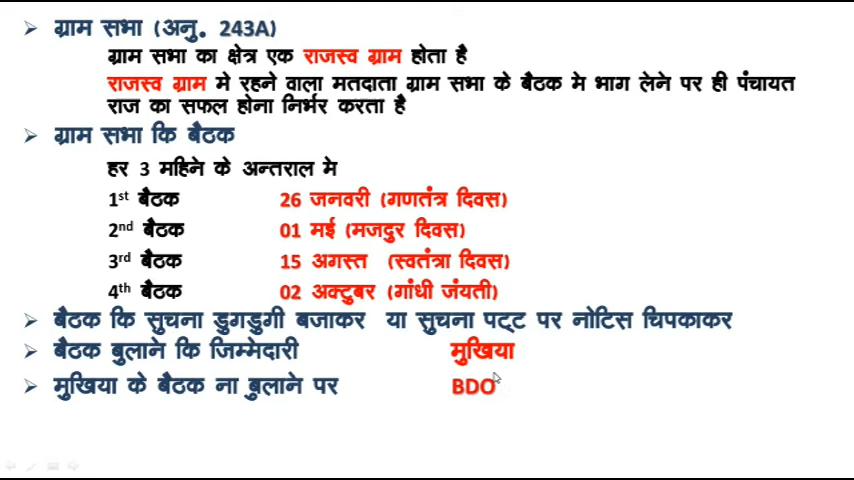 ग्राम सभा (अनु. 243A)
ग्राम सभा का क्षेत्र एक राजस्व ग्राम होता है
राजस्व ग्राम मे रहने वाला मतदाता ग्राम सभा के बैठक मे भाग लेने पर ही पंचायत
राज का सफल होना निर्भर करता है
ग्राम सभा कि बैठक
हर 3 महिने के अन्तराल मे
1st बैठक 26 जनवरी (गणतंत्र दिवस)
2nd बैठक 01 मई (मजदुर दिवस)
3rd बैठक 15 अगस्त (स्वतंत्रा दिवस)
4th बैठक 02 अक्टुबर (गांधी जंयती)
बैठक कि सुचना डुगडुगी बजाकर या सुचना पट्ट पर नोटिस चिपकाकर
बैठक बुलाने कि जिम्मेदारी मुखिया
मुखिया के बैठक ना बुलाने पर BDO